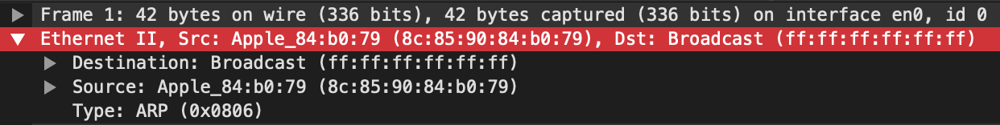 Frame 1: 42 bytes on wire (336 bits), 42 bytes captured (336 bits) on interface en0, id 0
Ethernet II, Src: Apple_84:b0:79 (8c:85:90:84:b0:79), Dst: Broadcast (ff:ff:ff:ff:ff:ff)
Destination: Broadcast (ff:ff:ff:ff:ff:ff)
Source: Apple_84:b0:79 (8c:85:90:84:b0:79)
Type: ARP (0x0806)